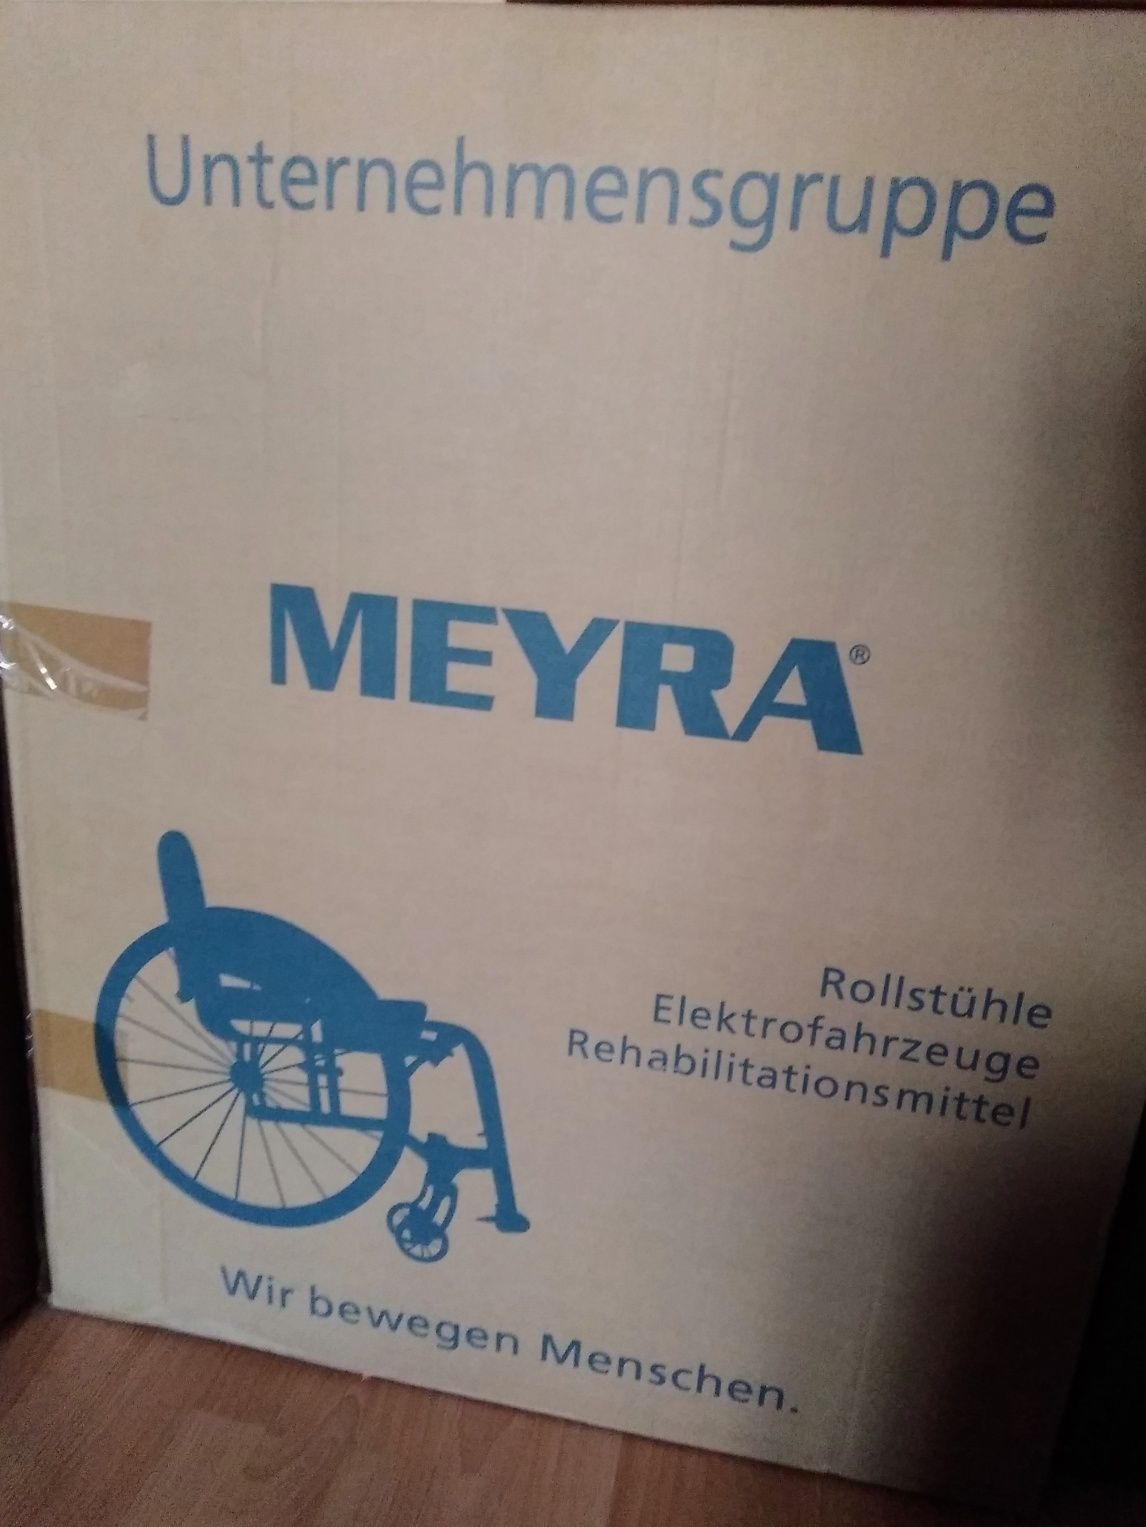 Unternehmensgruppe
MEYRA®
Rollstühle
Elektrofahrzeuge
Rehabilitationsmittel
Wir bewegen Menschen.